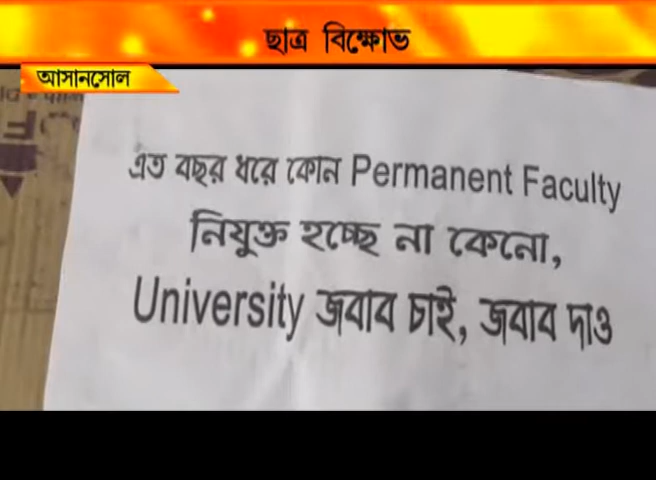 ছাত্র বিক্ষোভ
আসানসোল
এত বছর ধরে কোন Permanent Faculty
নিযুক্ত হচ্ছে না কেনো,
University জবাব চাই, জবাব দাও